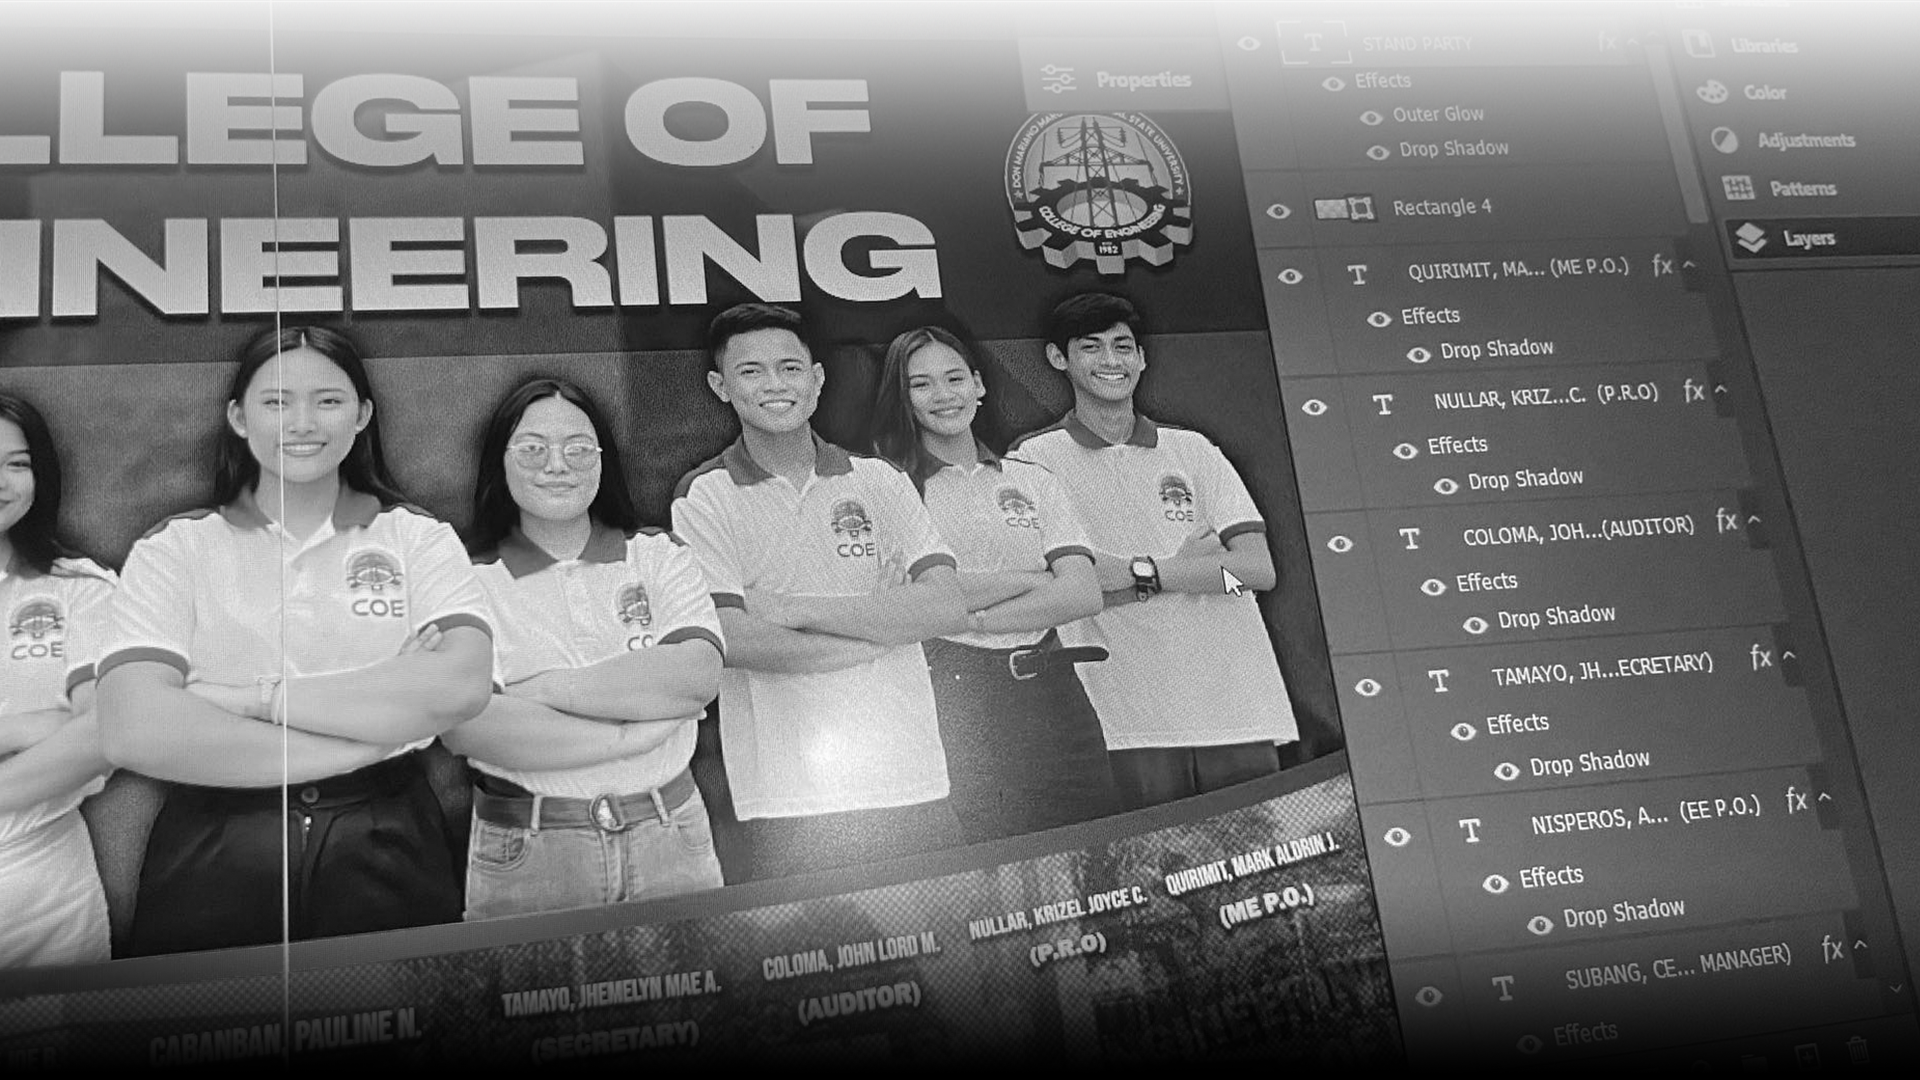 LLEGE OF
INEERING
DON MARIANO MAR
AL STATE UNIVERSITY
COLLEGE OF ENGINEERING
1982
COE
COE
CO
COE
COE
COE
CABANBAN, PAULINE N.
TAMAYO, JHEMELYN MAE A.
(SECRETARY)
COLOMA, JOHN LORD M.
(AUDITOR)
NULLAR, KRIZEL JOYCE C.
(P.R.O)
QUIRIMIT, MARK ALDRIN J.
(ME P.O.)
Properties
T STAND PARTY fx
Effects
Outer Glow
Drop Shadow
Rectangle 4
T QUIRIMIT, MA... (ME P.O.) fx
Effects
Drop Shadow
T NULLAR, KRIZ...C. (P.R.O) fx
Effects
Drop Shadow
T COLOMA, JOH...(AUDITOR) fx
Effects
Drop Shadow
T TAMAYO, JH...ECRETARY) fx
Effects
Drop Shadow
T NISPEROS, A... (EE P.O.) fx
Effects
Drop Shadow
T SUBANG, CE... MANAGER) fx
Effects
Libraries
Color
Adjustments
Patterns
Layers